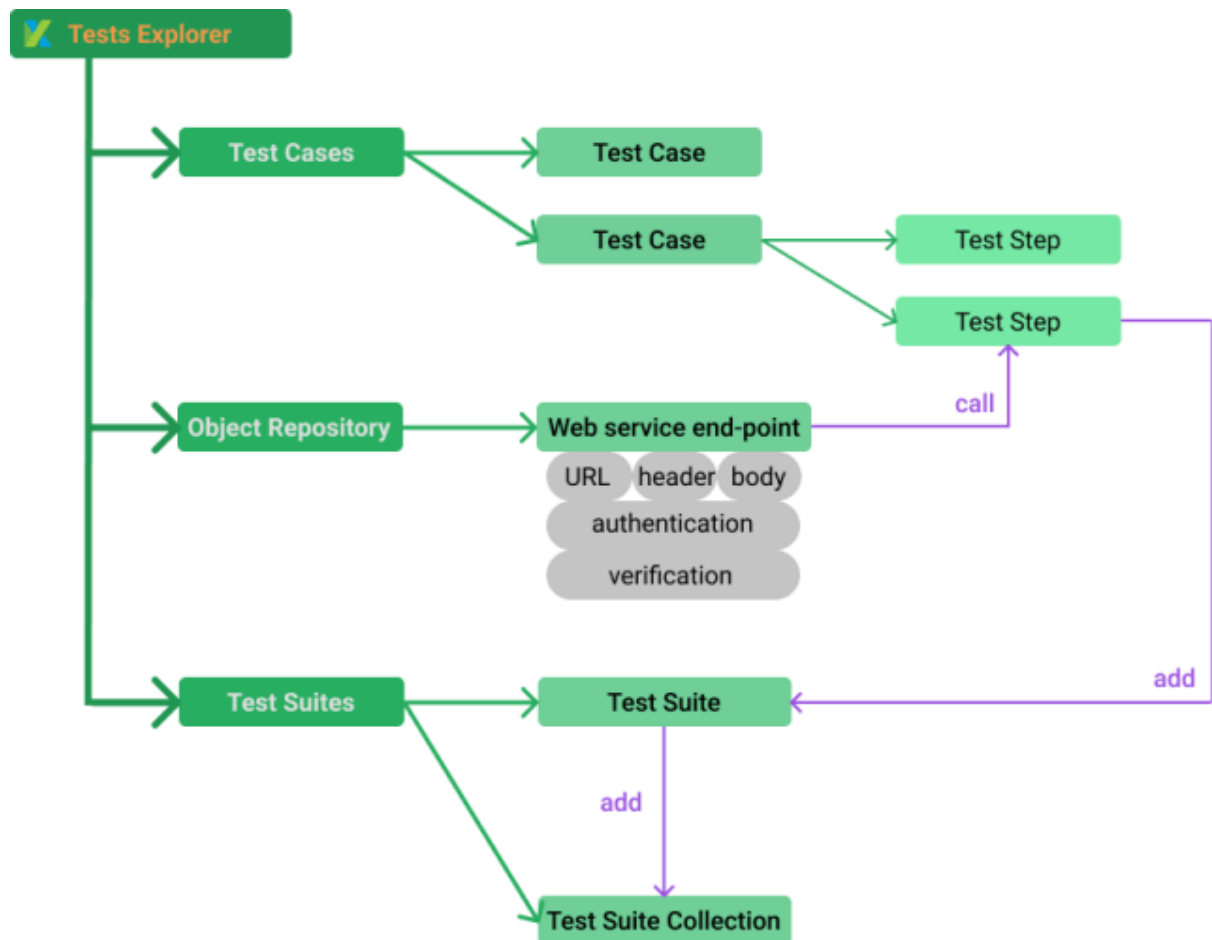 Tests Explorer
Test Cases
Test Case
Test Case
Test Step
Test Step
call
Object Repository
Web service end-point
URL
header
body
authentication
verification
add
Test Suites
Test Suite
add
Test Suite Collection